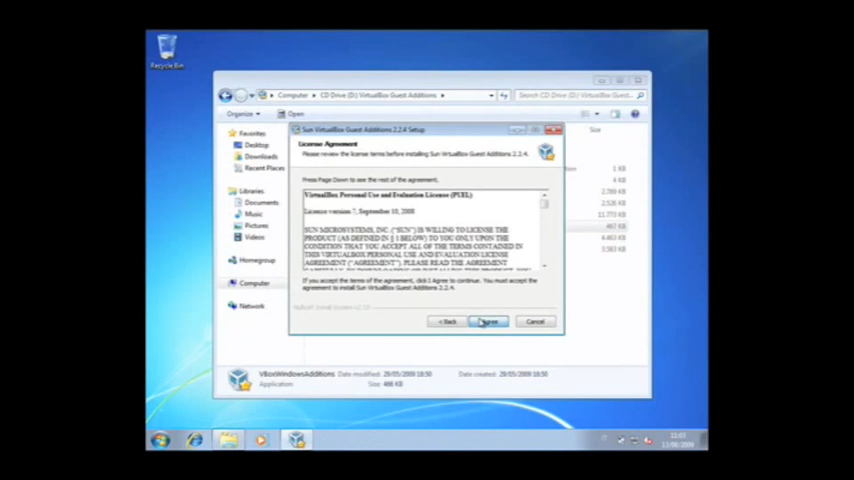 Recycle Bin
Computer
CD Drive (D:) VirtualBox Guest Additions
Search CD Drive (D:) VirtualBox Guest...
Organize
Open
Favorites
Desktop
Downloads
Recent Places
Libraries
Documents
Music
Pictures
Videos
Homegroup
Computer
Network
Size
1 KB
4 KB
2,526 KB
11,773 KB
467 KB
Sun VirtualBox Guest Additions 2.2.4 Setup
License Agreement
Please review the license terms before installing Sun VirtualBox Guest Additions 2.2.4.
Press Page Down to see the rest of the agreement.
VirtualBox Personal Use and Evaluation License (PUEL)
License version 7, September 10, 2008
SUN MICROSYSTEMS, INC. ("SUN") IS WILLING TO LICENSE THE
PRODUCT (AS DEFINED IN § 1 BELOW) TO YOU ONLY UPON THE
CONDITION THAT YOU ACCEPT ALL OF THE TERMS CONTAINED IN
THIS VIRTUALBOX PERSONAL USE AND EVALUATION LICENSE
AGREEMENT ("AGREEMENT"). PLEASE READ THE AGREEMENT
If you accept the terms of the agreement, click I Agree to continue. You must accept the
agreement to install Sun VirtualBox Guest Additions 2.2.4.
< Back
Agree
Cancel
VBoxWindowsAdditions
Date modified: 29/05/2009 18:50
Date created: 29/05/2009 18:50
Application
Size: 466 KB
IT
11:03
13/08/2009